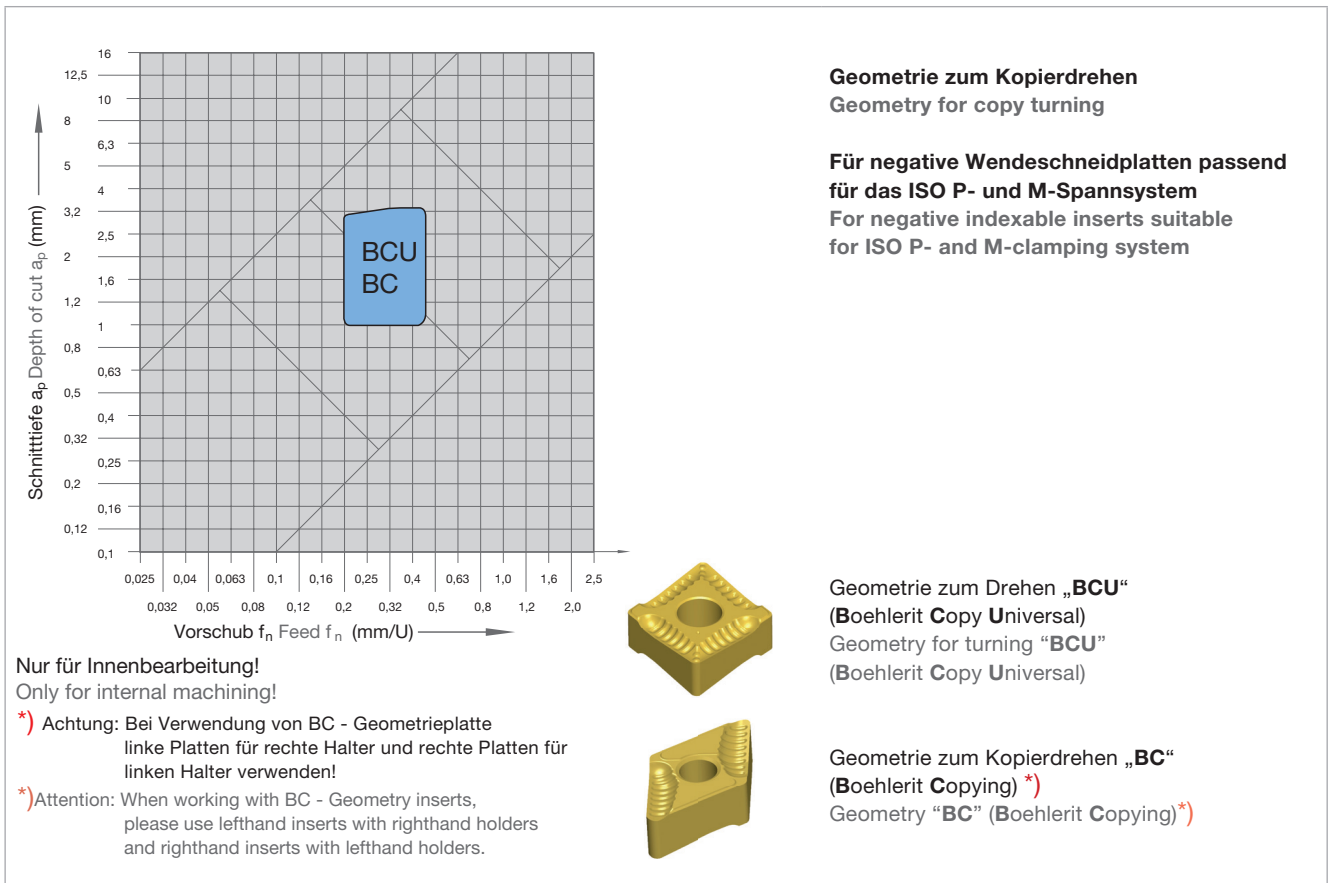 16
12,5
10
8
6,3
5
4
3,2
2,5
2
1,6
1,2
1
0,8
0,63
0,5
0,4
0,32
0,25
0,2
0,16
0,12
0,1
Schnitttiefe ap Depth of cut ap (mm)
BCU
BC
0,025 0,04 0,063 0,1 0,16 0,25 0,4 0,63 1,0 1,6 2,5
0,032 0,05 0,08 0,12 0,2 0,32 0,5 0,8 1,2 2,0
Vorschub fn Feed fn (mm/U)
Nur für Innenbearbeitung!
Only for internal machining!
*) Achtung: Bei Verwendung von BC - Geometrieplatte
linke Platten für rechte Halter und rechte Platten für
linken Halter verwenden!
*)Attention: When working with BC - Geometry inserts,
please use lefthand inserts with righthand holders
and righthand inserts with lefthand holders.
Geometrie zum Kopierdrehen
Geometry for copy turning
Für negative Wendeschneidplatten passend
für das ISO P- und M-Spannsystem
For negative indexable inserts suitable
for ISO P- and M-clamping system
Geometrie zum Drehen „BCU“
(Boehlerit Copy Universal)
Geometry for turning “BCU”
(Boehlerit Copy Universal)
Geometrie zum Kopierdrehen „BC“
(Boehlerit Copying) *)
Geometry “BC” (Boehlerit Copying)*)